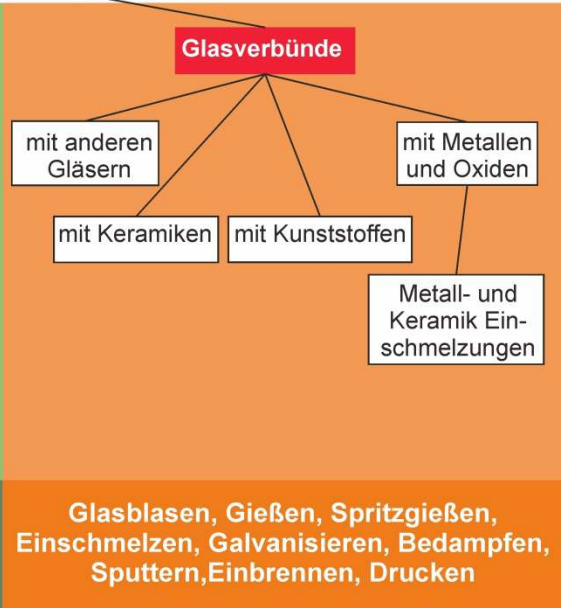 Glasverbünde
mit anderen
Gläsern
mit Metallen
und Oxiden
mit Keramiken
mit Kunststoffen
Metall- und
Keramik Ein-
schmelzungen
Glasblasen, Gießen, Spritzgießen,
Einschmelzen, Galvanisieren, Bedampfen,
Sputtern,Einbrennen, Drucken